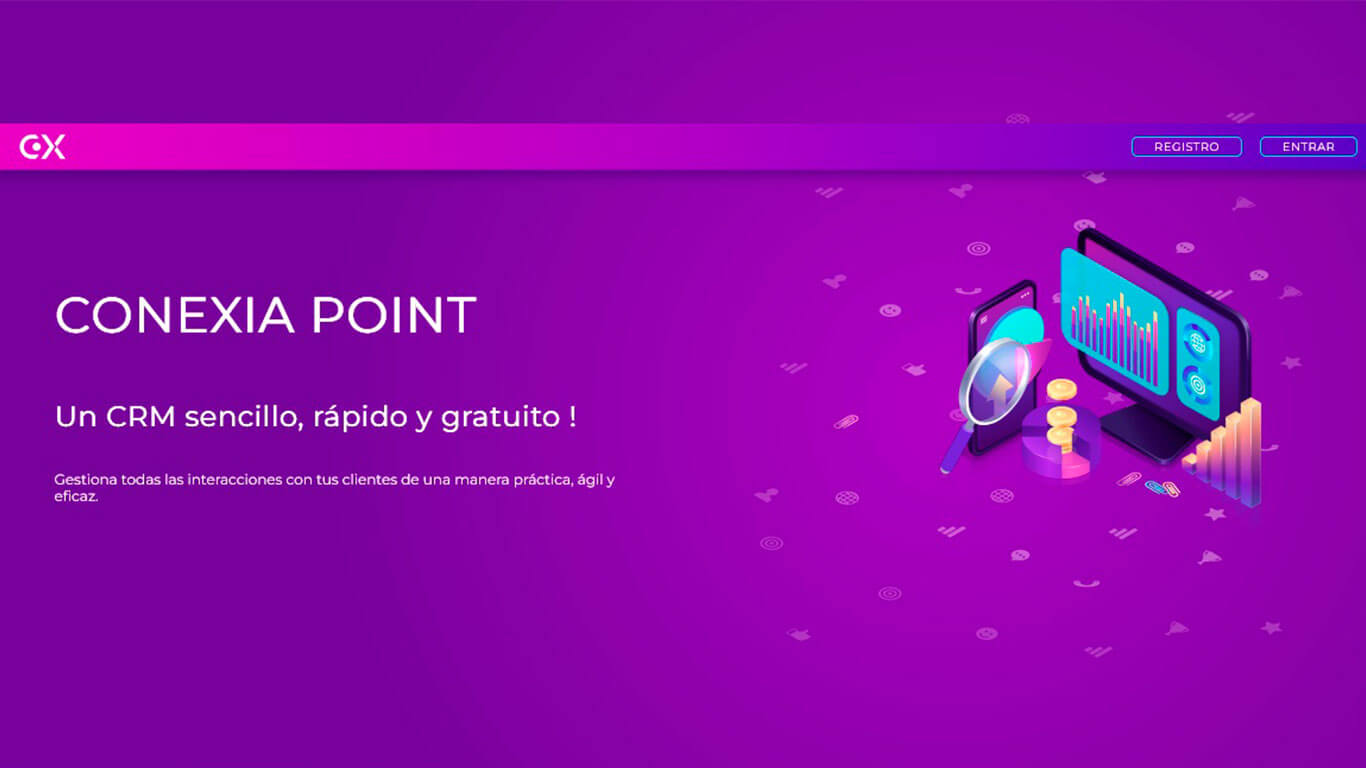 CX
REGISTRO
ENTRAR
CONEXIA POINT
Un CRM sencillo, rápido y gratuito !
Gestiona todas las interacciones con tus clientes de una manera práctica, ágil y
eficaz.